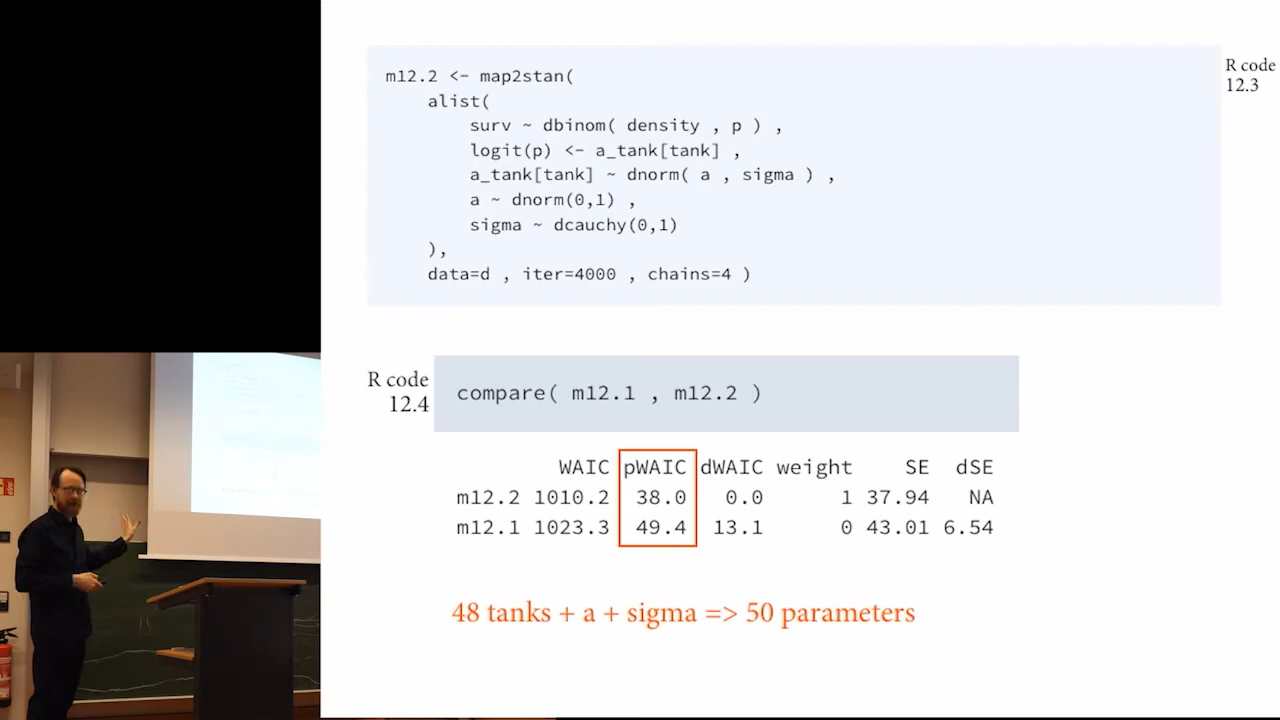 m12.2 <- map2stan(
alist(
surv ~ dbinom( density , p ) ,
logit(p) <- a_tank[tank] ,
a_tank[tank] ~ dnorm( a , sigma ) ,
a ~ dnorm(0,1) ,
sigma ~ dcauchy(0,1)
),
data=d , iter=4000 , chains=4 )
R code
12.3
R code
12.4
compare( m12.1 , m12.2 )
WAIC pWAIC dWAIC weight SE dSE
m12.2 1010.2 38.0 0.0 1 37.94 NA
m12.1 1023.3 49.4 13.1 0 43.01 6.54
48 tanks + a + sigma => 50 parameters